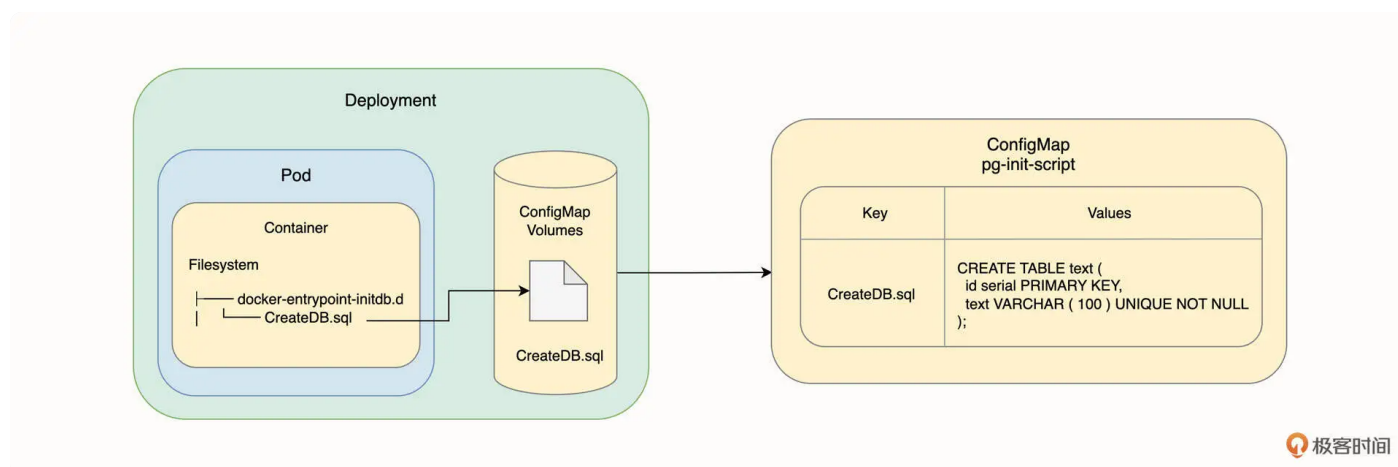 Deployment
Pod
Container
Filesystem
docker-entrypoint-initdb.d
CreateDB.sql
ConfigMap
Volumes
CreateDB.sql
ConfigMap
pg-init-script
Key
Values
CreateDB.sql
CREATE TABLE text (
id serial PRIMARY KEY,
text VARCHAR ( 100 ) UNIQUE NOT NULL
);
极客时间